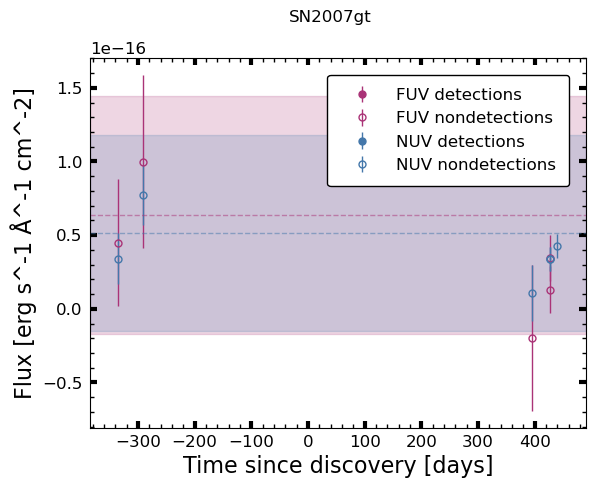 SN2007gt
1e−16
1.5
1.0
0.5
0.0
−0.5
Flux [erg s^-1 Å^-1 cm^-2]
FUV detections
FUV nondetections
NUV detections
NUV nondetections
−300 −200 −100 0 100 200 300 400
Time since discovery [days]